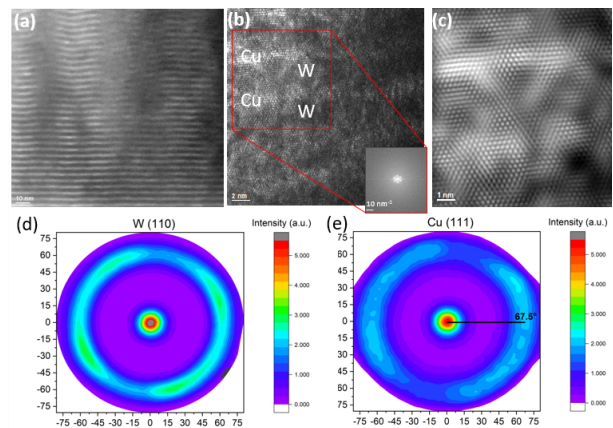 (a)
10 nm
(b)
Cu
W
Cu
W
2 nm
10 nm⁻¹
(c)
1 nm
(d)
W (110)
Intensity (a.u.)
75
60
45
30
15
0
-15
-30
-45
-60
-75
-75 -60 -45 -30 -15 0 15 30 45 60 75
5.000
4.000
3.000
2.000
1.000
0.000
(e)
Cu (111)
Intensity (a.u.)
75
60
45
30
15
0
-15
-30
-45
-60
-75
67.5°
-75 -60 -45 -30 -15 0 15 30 45 60 75
5.000
4.000
3.000
2.000
1.000
0.000